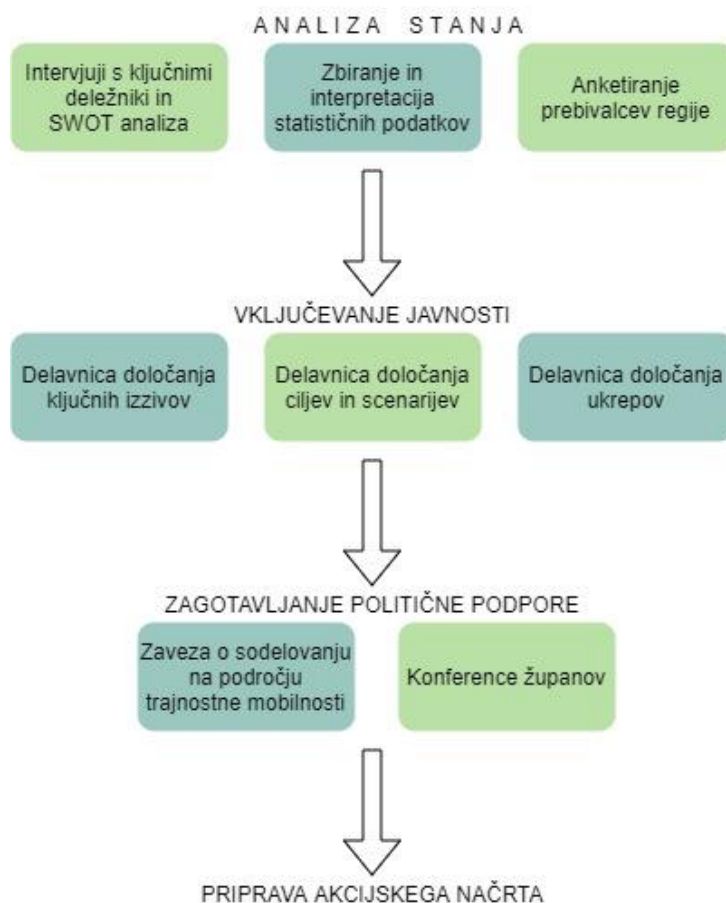 ANALIZA STANJA
Intervjuji s ključnimi
deležniki in
SWOT analiza
Zbiranje in
interpretacija
statističnih podatkov
Anketiranje
prebivalcev regije
VKLJUČEVANJE JAVNOSTI
Delavnica določanja
ključnih izzivov
Delavnica določanja
ciljev in scenarijev
Delavnica določanja
ukrepov
ZAGOTAVLJANJE POLITIČNE PODPORE
Zaveza o sodelovanju
na področju
trajnostne mobilnosti
Konference županov
PRIPRAVA AKCIJSKEGA NAČRTA